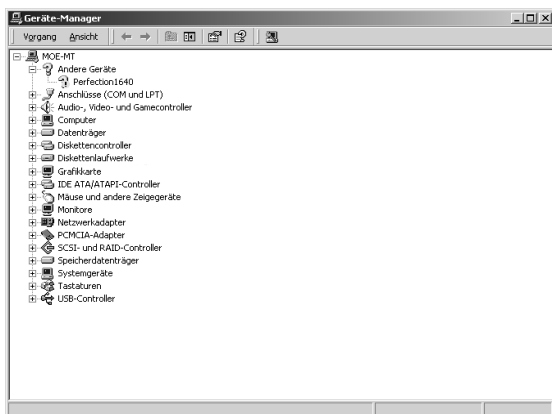 Geräte-Manager
Vorgang Ansicht
MOE-MT
Andere Geräte
Perfection1640
Anschlüsse (COM und LPT)
Audio-, Video- und Gamecontroller
Computer
Datenträger
Diskettencontroller
Diskettenlaufwerke
Grafikkarte
IDE ATA/ATAPI-Controller
Mäuse und andere Zeigegeräte
Monitore
Netzwerkadapter
PCMCIA-Adapter
SCSI- und RAID-Controller
Speicherdatenträger
Systemgeräte
Tastaturen
USB-Controller